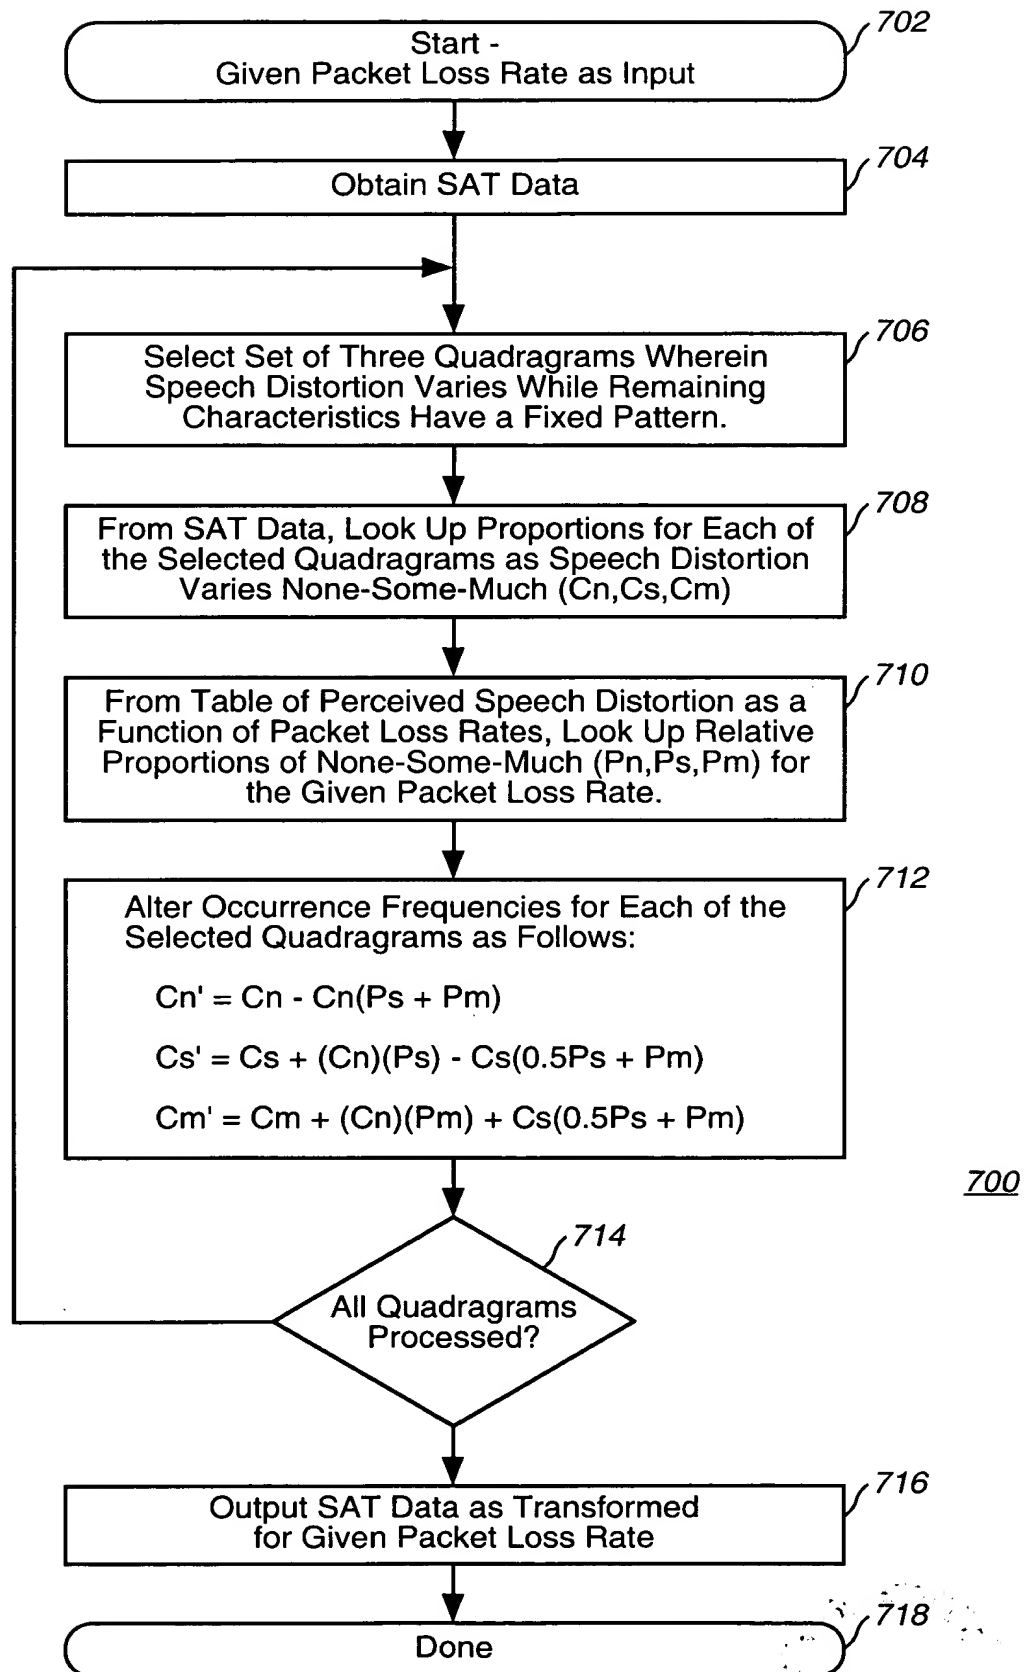 702
Start -
Given Packet Loss Rate as Input
704
Obtain SAT Data
706
Select Set of Three Quadragrams Wherein
Speech Distortion Varies While Remaining
Characteristics Have a Fixed Pattern.
708
From SAT Data, Look Up Proportions for Each of
the Selected Quadragrams as Speech Distortion
Varies None-Some-Much (Cn,Cs,Cm)
710
From Table of Perceived Speech Distortion as a
Function of Packet Loss Rates, Look Up Relative
Proportions of None-Some-Much (Pn,Ps,Pm) for
the Given Packet Loss Rate.
712
Alter Occurrence Frequencies for Each of the
Selected Quadragrams as Follows:
Cn' = Cn - Cn(Ps + Pm)
Cs' = Cs + (Cn)(Ps) - Cs(0.5Ps + Pm)
Cm' = Cm + (Cn)(Pm) + Cs(0.5Ps + Pm)
700
714
All Quadragrams
Processed?
716
Output SAT Data as Transformed
for Given Packet Loss Rate
718
Done